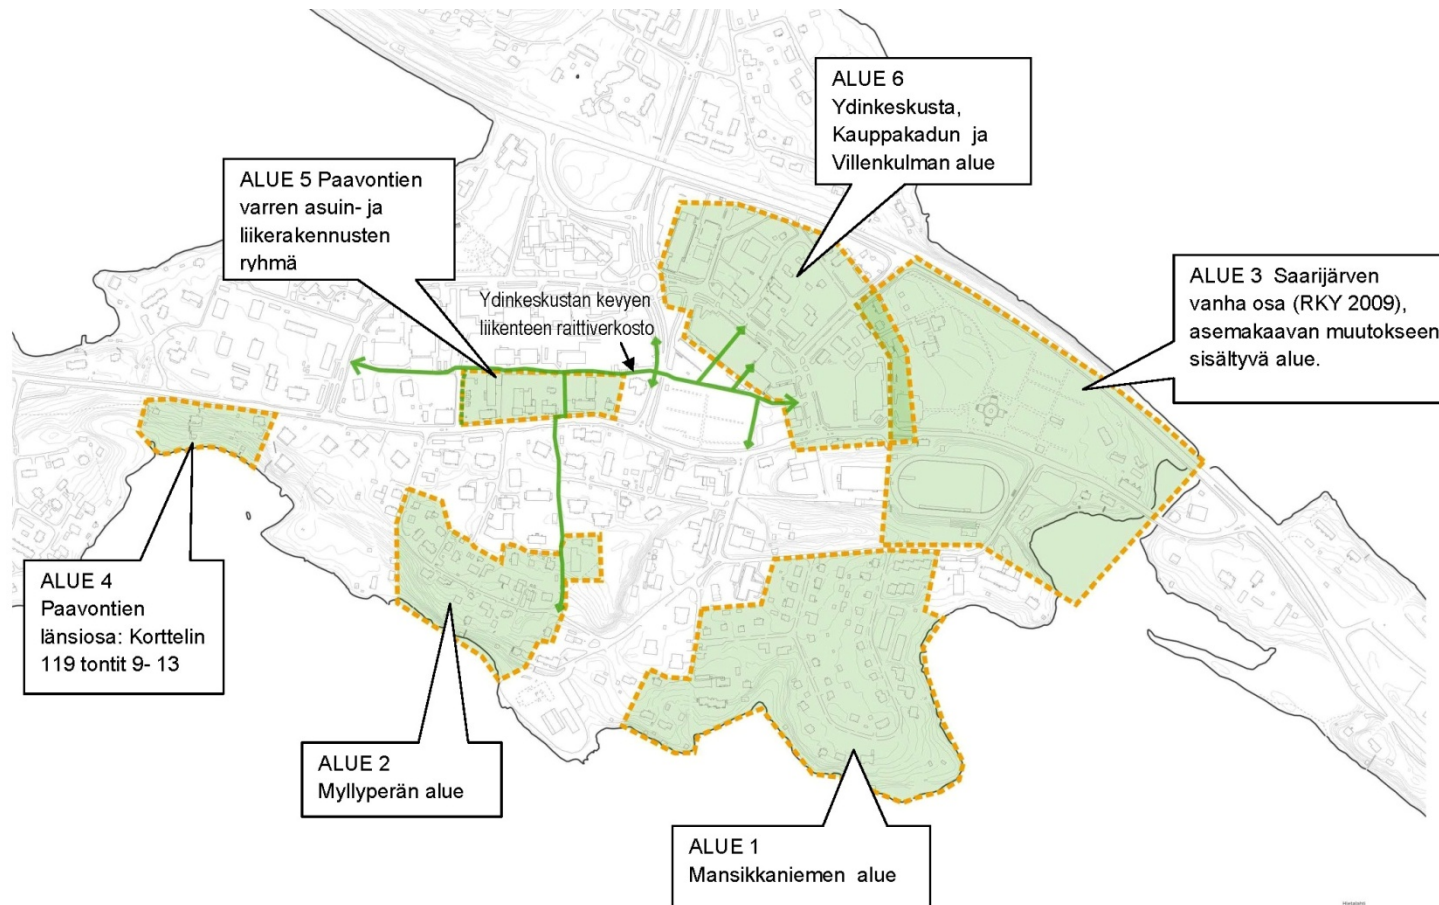 ALUE 6
Ydinkeskusta,
Kauppakadun ja
Villenkulman alue
ALUE 5 Paavontien
varren asuin- ja
liikerakennusten
ryhmä
Ydinkeskustan kevyen
liikenteen raittiverkosto
ALUE 3 Saarijärven
vanha osa (RKY 2009),
asemakaavan muutokseen
sisältyvä alue.
ALUE 4
Paavontien
länsiosa: Korttelin
119 tontit 9- 13
ALUE 2
Myllyperän alue
ALUE 1
Mansikkaniemen alue